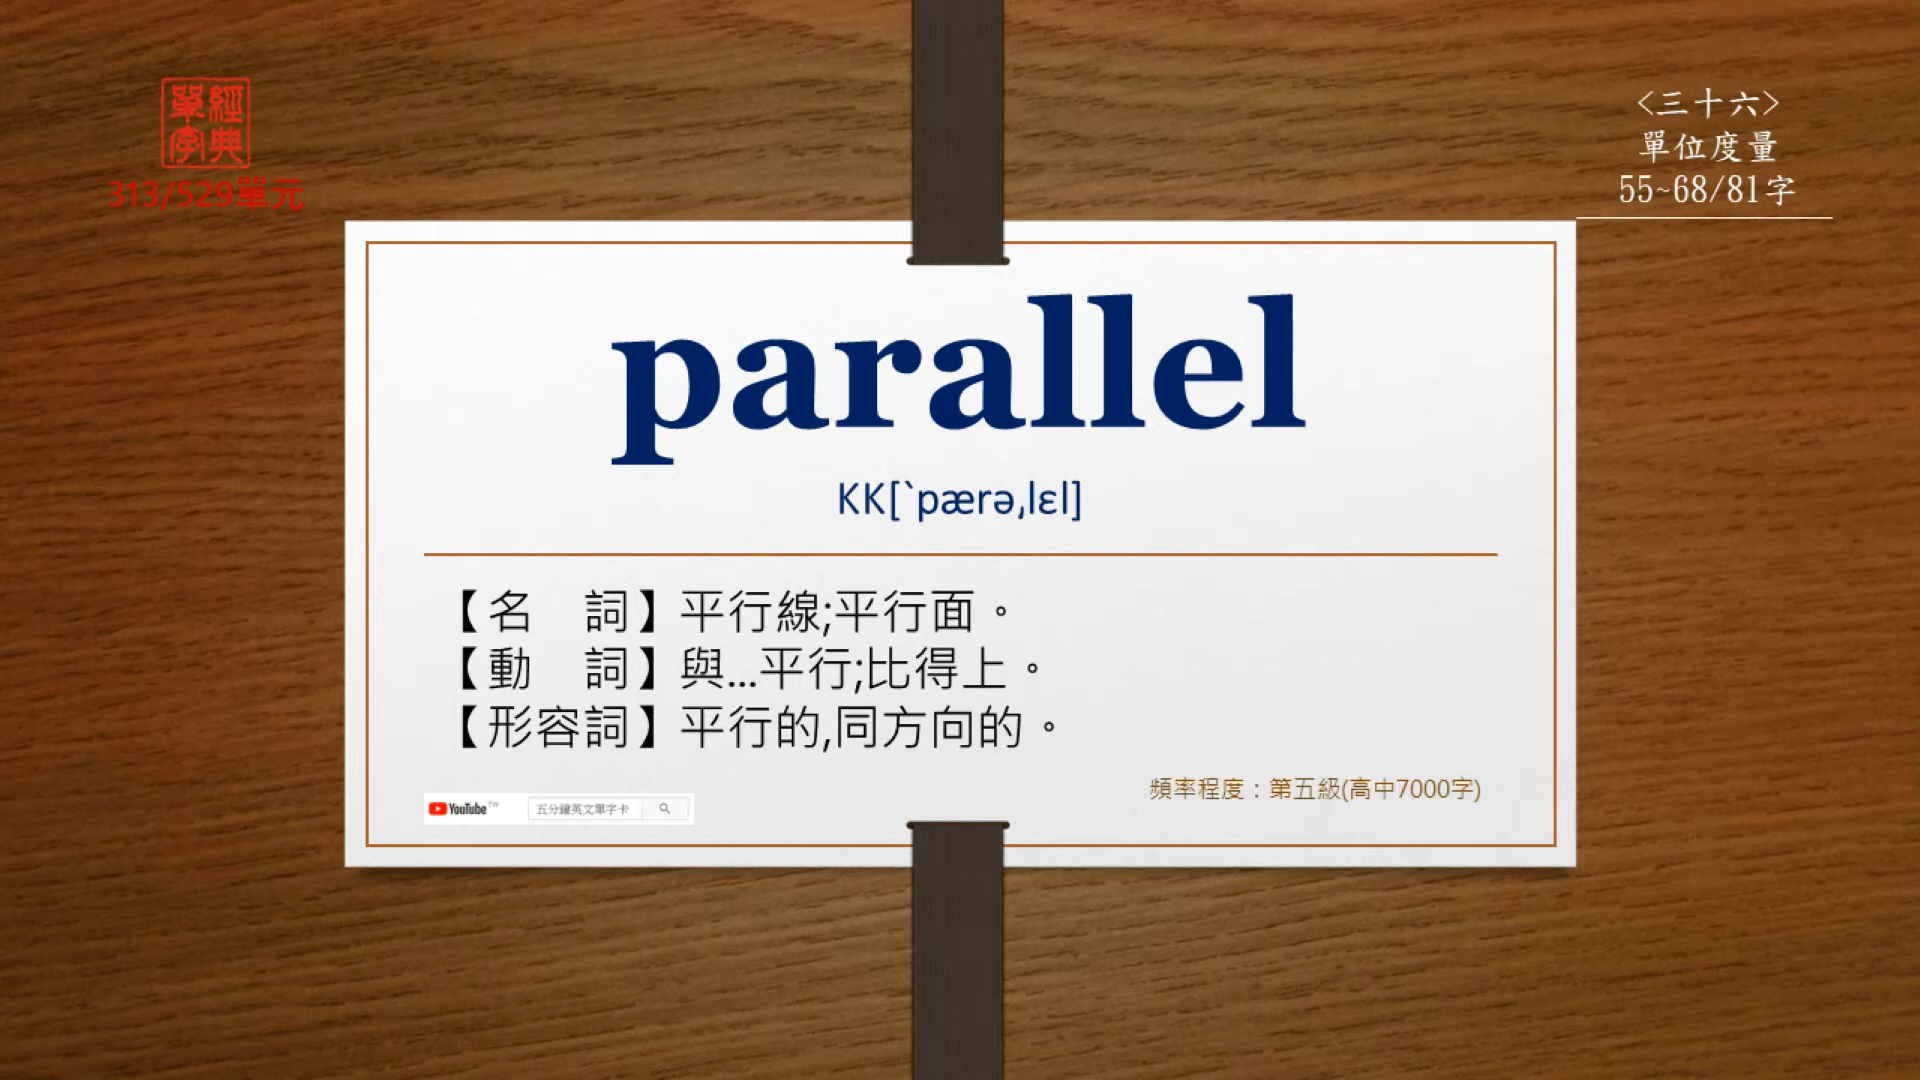 經典
單字
313/529單元
<三十六>
單位度量
55~68/81字
parallel
KK[ˋpærə,lɛl]
【名　詞】平行線;平行面。
【動　詞】與...平行;比得上。
【形容詞】平行的,同方向的。
頻率程度：第五級(高中7000字)
YouTube TW
五分鐘英文單字卡